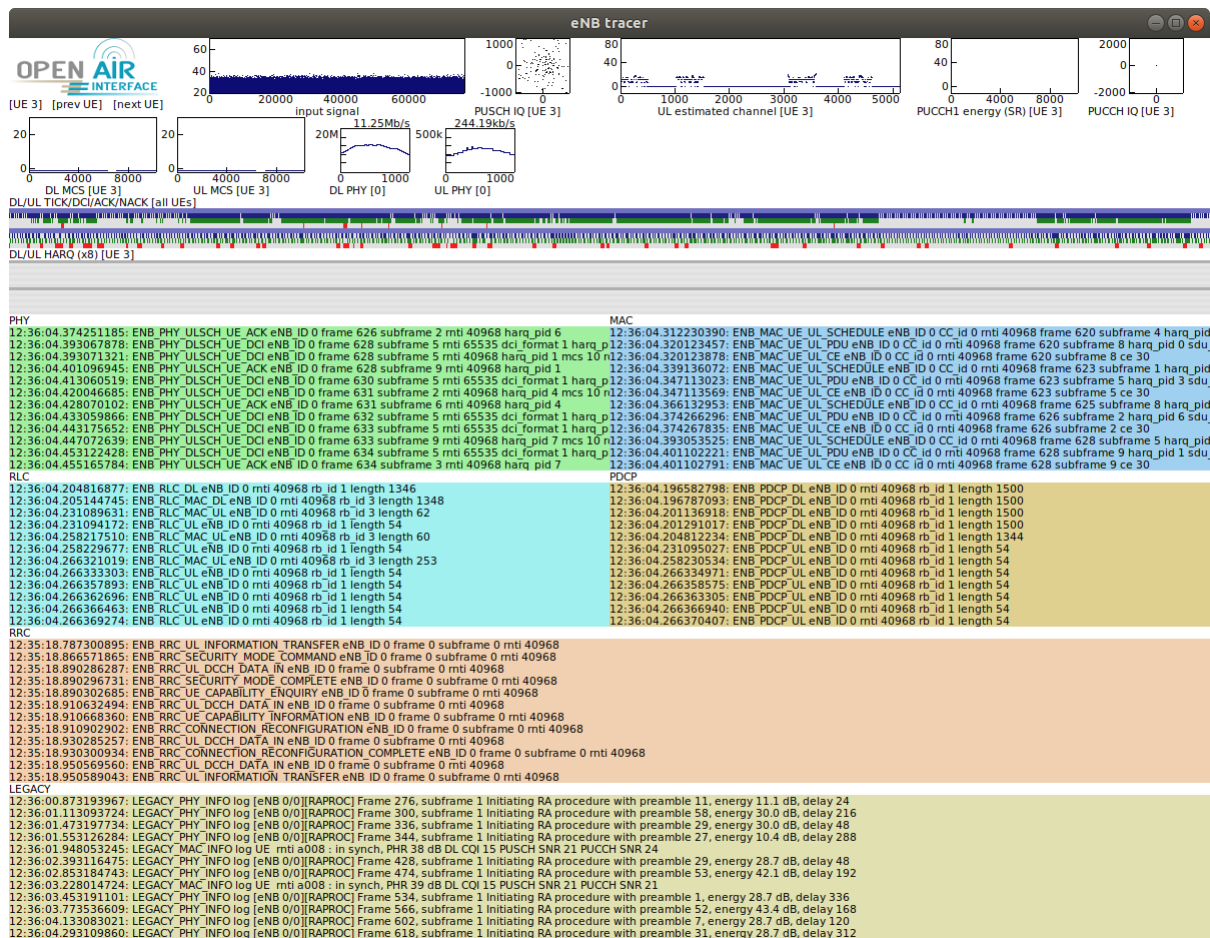 eNB tracer
OPEN AIR
INTERFACE
[UE 3] [prev UE] [next UE]
60
40
20
0 20000 40000 60000
input signal
1000
0
-1000
0
PUSCH IQ [UE 3]
80
40
0
0 1000 2000 3000 4000 5000
UL estimated channel [UE 3]
80
40
0
0 4000 8000
PUCCH1 energy (SR) [UE 3]
2000
0
-2000
0
PUCCH IQ [UE 3]
20
0
0 4000 8000
DL MCS [UE 3]
20
0
0 4000 8000
UL MCS [UE 3]
11.25Mb/s
20M
0 1000
DL PHY [0]
244.19kb/s
500k
0 1000
UL PHY [0]
DL/UL TICK/DCI/ACK/NACK [all UEs]
DL/UL HARQ (x8) [UE 3]
PHY
12:36:04.374251185: ENB_PHY_ULSCH_UE_ACK eNB_ID 0 frame 626 subframe 2 rnti 40968 harq_pid 6
12:36:04.393067878: ENB_PHY_DLSCH_UE_DCI eNB_ID 0 frame 628 subframe 5 rnti 65535 dci_format 1 harq_p
12:36:04.393071321: ENB_PHY_DLSCH_UE_DCI eNB_ID 0 frame 628 subframe 5 rnti 40968 harq_pid 1 mcs 10 n
12:36:04.401096945: ENB_PHY_ULSCH_UE_ACK eNB_ID 0 frame 628 subframe 9 rnti 40968 harq_pid 1
12:36:04.413060519: ENB_PHY_DLSCH_UE_DCI eNB_ID 0 frame 630 subframe 5 rnti 65535 dci_format 1 harq_p
12:36:04.420044685: ENB_PHY_ULSCH_UE_DCI eNB_ID 0 frame 631 subframe 2 rnti 40968 harq_pid 4 mcs 10 n
12:36:04.428070102: ENB_PHY_ULSCH_UE_ACK eNB_ID 0 frame 631 subframe 6 rnti 40968 harq_pid 4
12:36:04.433059866: ENB_PHY_DLSCH_UE_DCI eNB_ID 0 frame 632 subframe 5 rnti 65535 dci_format 1 harq_p
12:36:04.443175652: ENB_PHY_DLSCH_UE_DCI eNB_ID 0 frame 633 subframe 5 rnti 65535 dci_format 1 harq_p
12:36:04.447072639: ENB_PHY_ULSCH_UE_DCI eNB_ID 0 frame 633 subframe 9 rnti 40968 harq_pid 7 mcs 10 n
12:36:04.453122428: ENB_PHY_DLSCH_UE_DCI eNB_ID 0 frame 634 subframe 5 rnti 65535 dci_format 1 harq_p
12:36:04.455165784: ENB_PHY_ULSCH_UE_ACK eNB_ID 0 frame 634 subframe 3 rnti 40968 harq_pid 7
MAC
12:36:04.312230390: ENB_MAC_UE_UL_SCHEDULE eNB_ID 0 CC_id 0 rnti 40968 frame 620 subframe 4 harq_pid
12:36:04.320123457: ENB_MAC_UE_UL_PDU eNB_ID 0 CC_id 0 rnti 40968 frame 620 subframe 8 harq_pid 0 sdu_
12:36:04.320123878: ENB_MAC_UE_UL_CE eNB_ID 0 CC_id 0 rnti 40968 frame 620 subframe 8 ce 30
12:36:04.339136072: ENB_MAC_UE_UL_SCHEDULE eNB_ID 0 CC_id 0 rnti 40968 frame 623 subframe 1 harq_pid
12:36:04.347113023: ENB_MAC_UE_UL_PDU eNB_ID 0 CC_id 0 rnti 40968 frame 623 subframe 5 harq_pid 3 sdu_
12:36:04.347113569: ENB_MAC_UE_UL_CE eNB_ID 0 CC_id 0 rnti 40968 frame 623 subframe 5 ce 30
12:36:04.366132953: ENB_MAC_UE_UL_SCHEDULE eNB_ID 0 CC_id 0 rnti 40968 frame 625 subframe 8 harq_pid
12:36:04.374266296: ENB_MAC_UE_UL_PDU eNB_ID 0 CC_id 0 rnti 40968 frame 626 subframe 2 harq_pid 6 sdu_
12:36:04.374267835: ENB_MAC_UE_UL_CE eNB_ID 0 CC_id 0 rnti 40968 frame 626 subframe 2 ce 30
12:36:04.393053525: ENB_MAC_UE_UL_SCHEDULE eNB_ID 0 CC_id 0 rnti 40968 frame 628 subframe 5 harq_pid
12:36:04.401102221: ENB_MAC_UE_UL_PDU eNB_ID 0 CC_id 0 rnti 40968 frame 628 subframe 9 harq_pid 1 sdu_
12:36:04.401102791: ENB_MAC_UE_UL_CE eNB_ID 0 CC_id 0 rnti 40968 frame 628 subframe 9 ce 30
RLC
12:36:04.204816877: ENB_RLC_DL eNB_ID 0 rnti 40968 rb_id 1 length 1346
12:36:04.205144745: ENB_RLC_MAC_DL eNB_ID 0 rnti 40968 rb_id 3 length 1348
12:36:04.231089631: ENB_RLC_MAC_UL eNB_ID 0 rnti 40968 rb_id 3 length 62
12:36:04.231094172: ENB_RLC_UL eNB_ID 0 rnti 40968 rb_id 1 length 54
12:36:04.258217510: ENB_RLC_MAC_UL eNB_ID 0 rnti 40968 rb_id 3 length 60
12:36:04.258229677: ENB_RLC_UL eNB_ID 0 rnti 40968 rb_id 1 length 54
12:36:04.266321019: ENB_RLC_MAC_UL eNB_ID 0 rnti 40968 rb_id 3 length 253
12:36:04.266333303: ENB_RLC_UL eNB_ID 0 rnti 40968 rb_id 1 length 54
12:36:04.266357893: ENB_RLC_UL eNB_ID 0 rnti 40968 rb_id 1 length 54
12:36:04.266362696: ENB_RLC_UL eNB_ID 0 rnti 40968 rb_id 1 length 54
12:36:04.266366463: ENB_RLC_UL eNB_ID 0 rnti 40968 rb_id 1 length 54
12:36:04.266369274: ENB_RLC_UL eNB_ID 0 rnti 40968 rb_id 1 length 54
PDCP
12:36:04.196582798: ENB_PDCP_DL eNB_ID 0 rnti 40968 rb_id 1 length 1500
12:36:04.196787093: ENB_PDCP_DL eNB_ID 0 rnti 40968 rb_id 1 length 1500
12:36:04.201136918: ENB_PDCP_DL eNB_ID 0 rnti 40968 rb_id 1 length 1500
12:36:04.201291017: ENB_PDCP_DL eNB_ID 0 rnti 40968 rb_id 1 length 1500
12:36:04.204812234: ENB_PDCP_DL eNB_ID 0 rnti 40968 rb_id 1 length 1344
12:36:04.231095027: ENB_PDCP_UL eNB_ID 0 rnti 40968 rb_id 1 length 54
12:36:04.258230534: ENB_PDCP_UL eNB_ID 0 rnti 40968 rb_id 1 length 54
12:36:04.266334971: ENB_PDCP_UL eNB_ID 0 rnti 40968 rb_id 1 length 54
12:36:04.266358575: ENB_PDCP_UL eNB_ID 0 rnti 40968 rb_id 1 length 54
12:36:04.266363305: ENB_PDCP_UL eNB_ID 0 rnti 40968 rb_id 1 length 54
12:36:04.266366940: ENB_PDCP_UL eNB_ID 0 rnti 40968 rb_id 1 length 54
12:36:04.266370407: ENB_PDCP_UL eNB_ID 0 rnti 40968 rb_id 1 length 54
RRC
12:35:18.787300895: ENB_RRC_UL_INFORMATION_TRANSFER eNB_ID 0 frame 0 subframe 0 rnti 40968
12:35:18.866571865: ENB_RRC_SECURITY_MODE_COMMAND eNB_ID 0 frame 0 subframe 0 rnti 40968
12:35:18.890286287: ENB_RRC_UL_DCCH_DATA_IN eNB_ID 0 frame 0 subframe 0 rnti 40968
12:35:18.890296731: ENB_RRC_SECURITY_MODE_COMPLETE eNB_ID 0 frame 0 subframe 0 rnti 40968
12:35:18.890302685: ENB_RRC_UE_CAPABILITY_ENQUIRY eNB_ID 0 frame 0 subframe 0 rnti 40968
12:35:18.910632494: ENB_RRC_UL_DCCH_DATA_IN eNB_ID 0 frame 0 subframe 0 rnti 40968
12:35:18.910668360: ENB_RRC_UE_CAPABILITY_INFORMATION eNB_ID 0 frame 0 subframe 0 rnti 40968
12:35:18.910902902: ENB_RRC_CONNECTION_RECONFIGURATION eNB_ID 0 frame 0 subframe 0 rnti 40968
12:35:18.930285257: ENB_RRC_UL_DCCH_DATA_IN eNB_ID 0 frame 0 subframe 0 rnti 40968
12:35:18.930300934: ENB_RRC_CONNECTION_RECONFIGURATION_COMPLETE eNB_ID 0 frame 0 subframe 0 rnti 40968
12:35:18.950569560: ENB_RRC_UL_DCCH_DATA_IN eNB_ID 0 frame 0 subframe 0 rnti 40968
12:35:18.950589043: ENB_RRC_UL_INFORMATION_TRANSFER eNB_ID 0 frame 0 subframe 0 rnti 40968
LEGACY
12:36:00.873193967: LEGACY_PHY_INFO log [eNB 0/0][RAPROC] Frame 276, subframe 1 Initiating RA procedure with preamble 11, energy 11.1 dB, delay 24
12:36:01.113093724: LEGACY_PHY_INFO log [eNB 0/0][RAPROC] Frame 300, subframe 1 Initiating RA procedure with preamble 58, energy 30.0 dB, delay 216
12:36:01.473197734: LEGACY_PHY_INFO log [eNB 0/0][RAPROC] Frame 336, subframe 1 Initiating RA procedure with preamble 29, energy 30.0 dB, delay 48
12:36:01.553126284: LEGACY_PHY_INFO log [eNB 0/0][RAPROC] Frame 344, subframe 1 Initiating RA procedure with preamble 27, energy 10.4 dB, delay 288
12:36:01.948053245: LEGACY_MAC_INFO log UE rnti a008 : in synch, PHR 38 dB DL CQI 15 PUSCH SNR 21 PUCCH SNR 24
12:36:02.393116475: LEGACY_PHY_INFO log [eNB 0/0][RAPROC] Frame 428, subframe 1 Initiating RA procedure with preamble 29, energy 28.7 dB, delay 48
12:36:02.853184743: LEGACY_PHY_INFO log [eNB 0/0][RAPROC] Frame 474, subframe 1 Initiating RA procedure with preamble 53, energy 42.1 dB, delay 192
12:36:03.228014724: LEGACY_MAC_INFO log UE rnti a008 : in synch, PHR 39 dB DL CQI 15 PUSCH SNR 21 PUCCH SNR 21
12:36:03.453191101: LEGACY_PHY_INFO log [eNB 0/0][RAPROC] Frame 534, subframe 1 Initiating RA procedure with preamble 1, energy 28.7 dB, delay 336
12:36:03.773536609: LEGACY_PHY_INFO log [eNB 0/0][RAPROC] Frame 566, subframe 1 Initiating RA procedure with preamble 52, energy 43.4 dB, delay 168
12:36:04.133083021: LEGACY_PHY_INFO log [eNB 0/0][RAPROC] Frame 602, subframe 1 Initiating RA procedure with preamble 7, energy 28.7 dB, delay 120
12:36:04.293109860: LEGACY_PHY_INFO log [eNB 0/0][RAPROC] Frame 618, subframe 1 Initiating RA procedure with preamble 31, energy 28.7 dB, delay 312